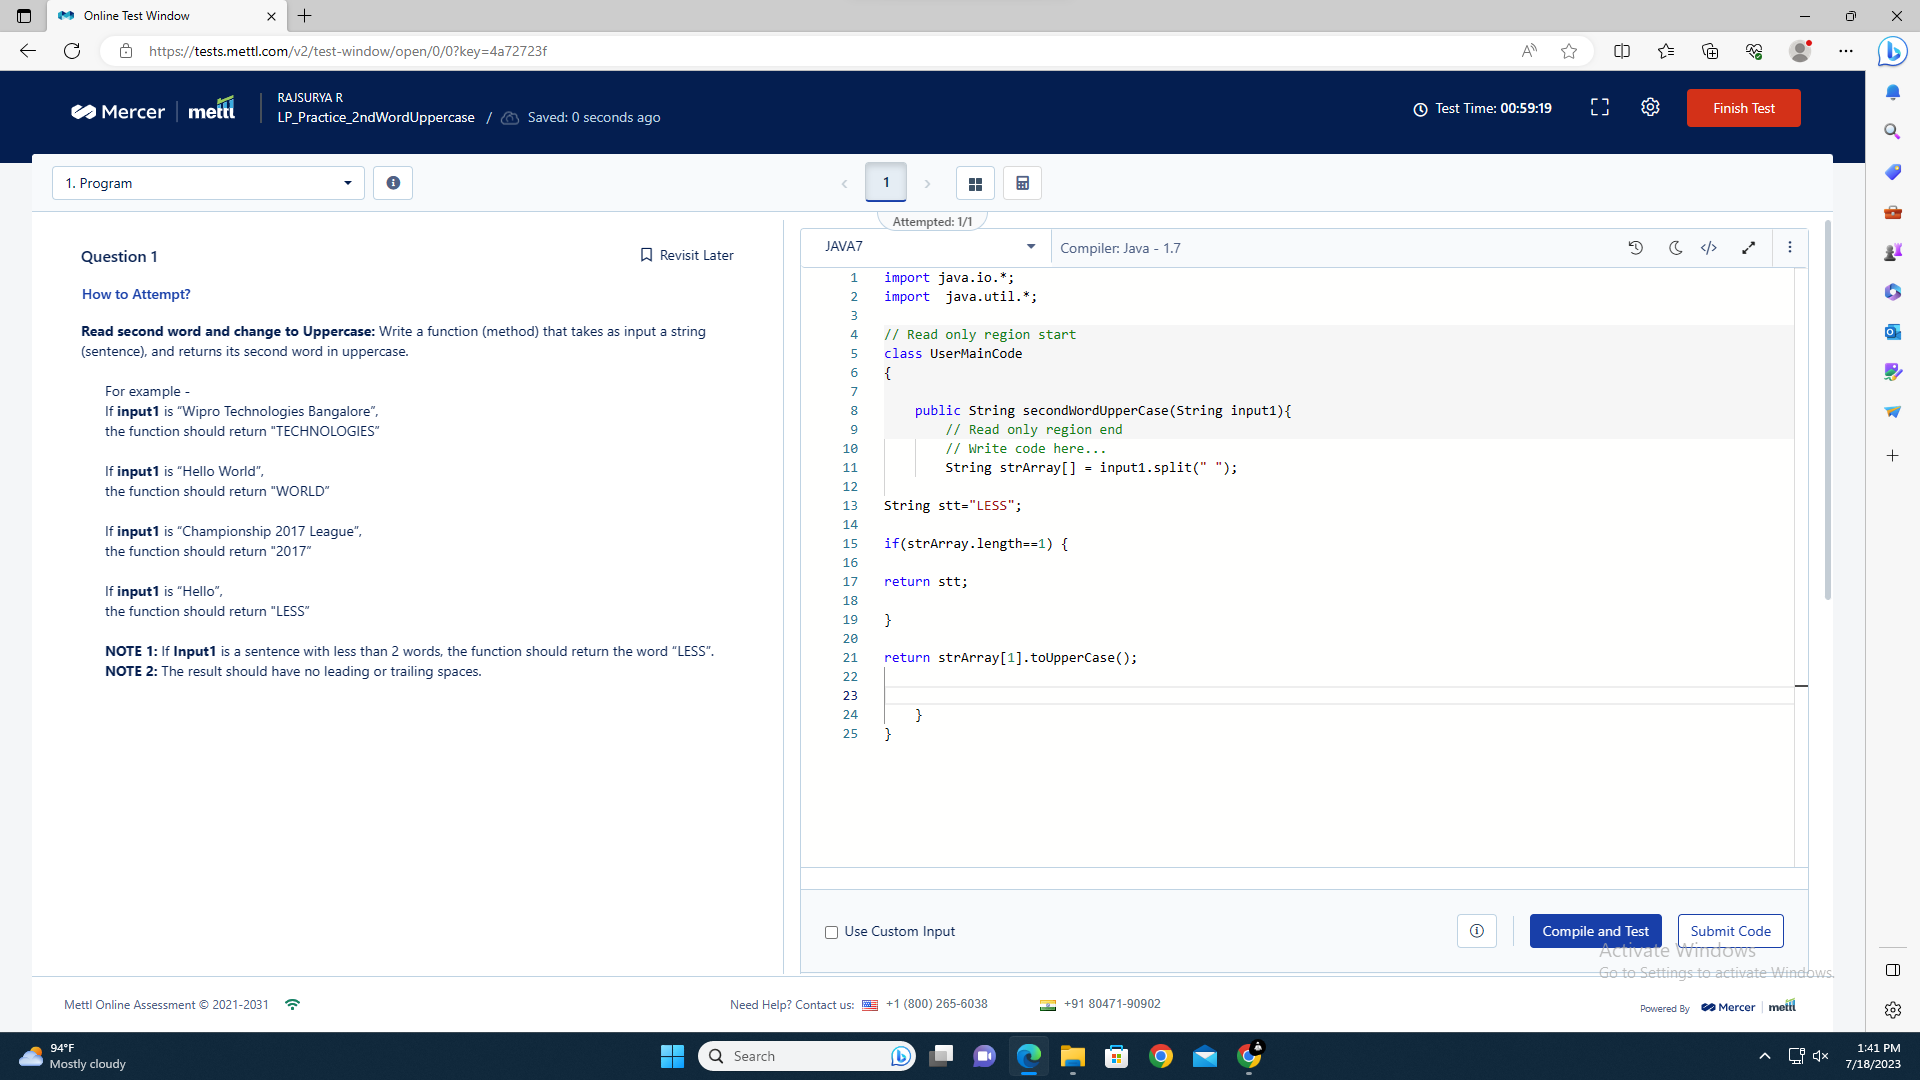 Online Test Window
https://tests.mettl.com/v2/test-window/open/0/0?key=4a72723f
Mercer | mettl
RAJSURYA R
LP_Practice_2ndWordUppercase / Saved: 0 seconds ago
Test Time: 00:59:19
Finish Test
1. Program
1
Attempted: 1/1
Question 1
Revisit Later
How to Attempt?
Read second word and change to Uppercase: Write a function (method) that takes as input a string
(sentence), and returns its second word in uppercase.
For example -
If input1 is “Wipro Technologies Bangalore”,
the function should return "TECHNOLOGIES”
If input1 is “Hello World”,
the function should return "WORLD”
If input1 is “Championship 2017 League”,
the function should return "2017”
If input1 is “Hello”,
the function should return "LESS”
NOTE 1: If Input1 is a sentence with less than 2 words, the function should return the word “LESS”.
NOTE 2: The result should have no leading or trailing spaces.
JAVA7
Compiler: Java - 1.7
1 import java.io.*;
2 import  java.util.*;
3
4 // Read only region start
5 class UserMainCode
6 {
7
8 public String secondWordUpperCase(String input1){
9 // Read only region end
10 // Write code here...
11 String strArray[] = input1.split(" ");
12
13 String stt="LESS";
14
15 if(strArray.length==1) {
16
17 return stt;
18
19 }
20
21 return strArray[1].toUpperCase();
22
23
24 }
25 }
Use Custom Input
Compile and Test
Submit Code
Activate Windows
Go to Settings to activate Windows.
Mettl Online Assessment © 2021-2031
Need Help? Contact us: +1 (800) 265-6038
+91 80471-90902
Powered By Mercer | mettl
94°F
Mostly cloudy
Search
1:41 PM
7/18/2023